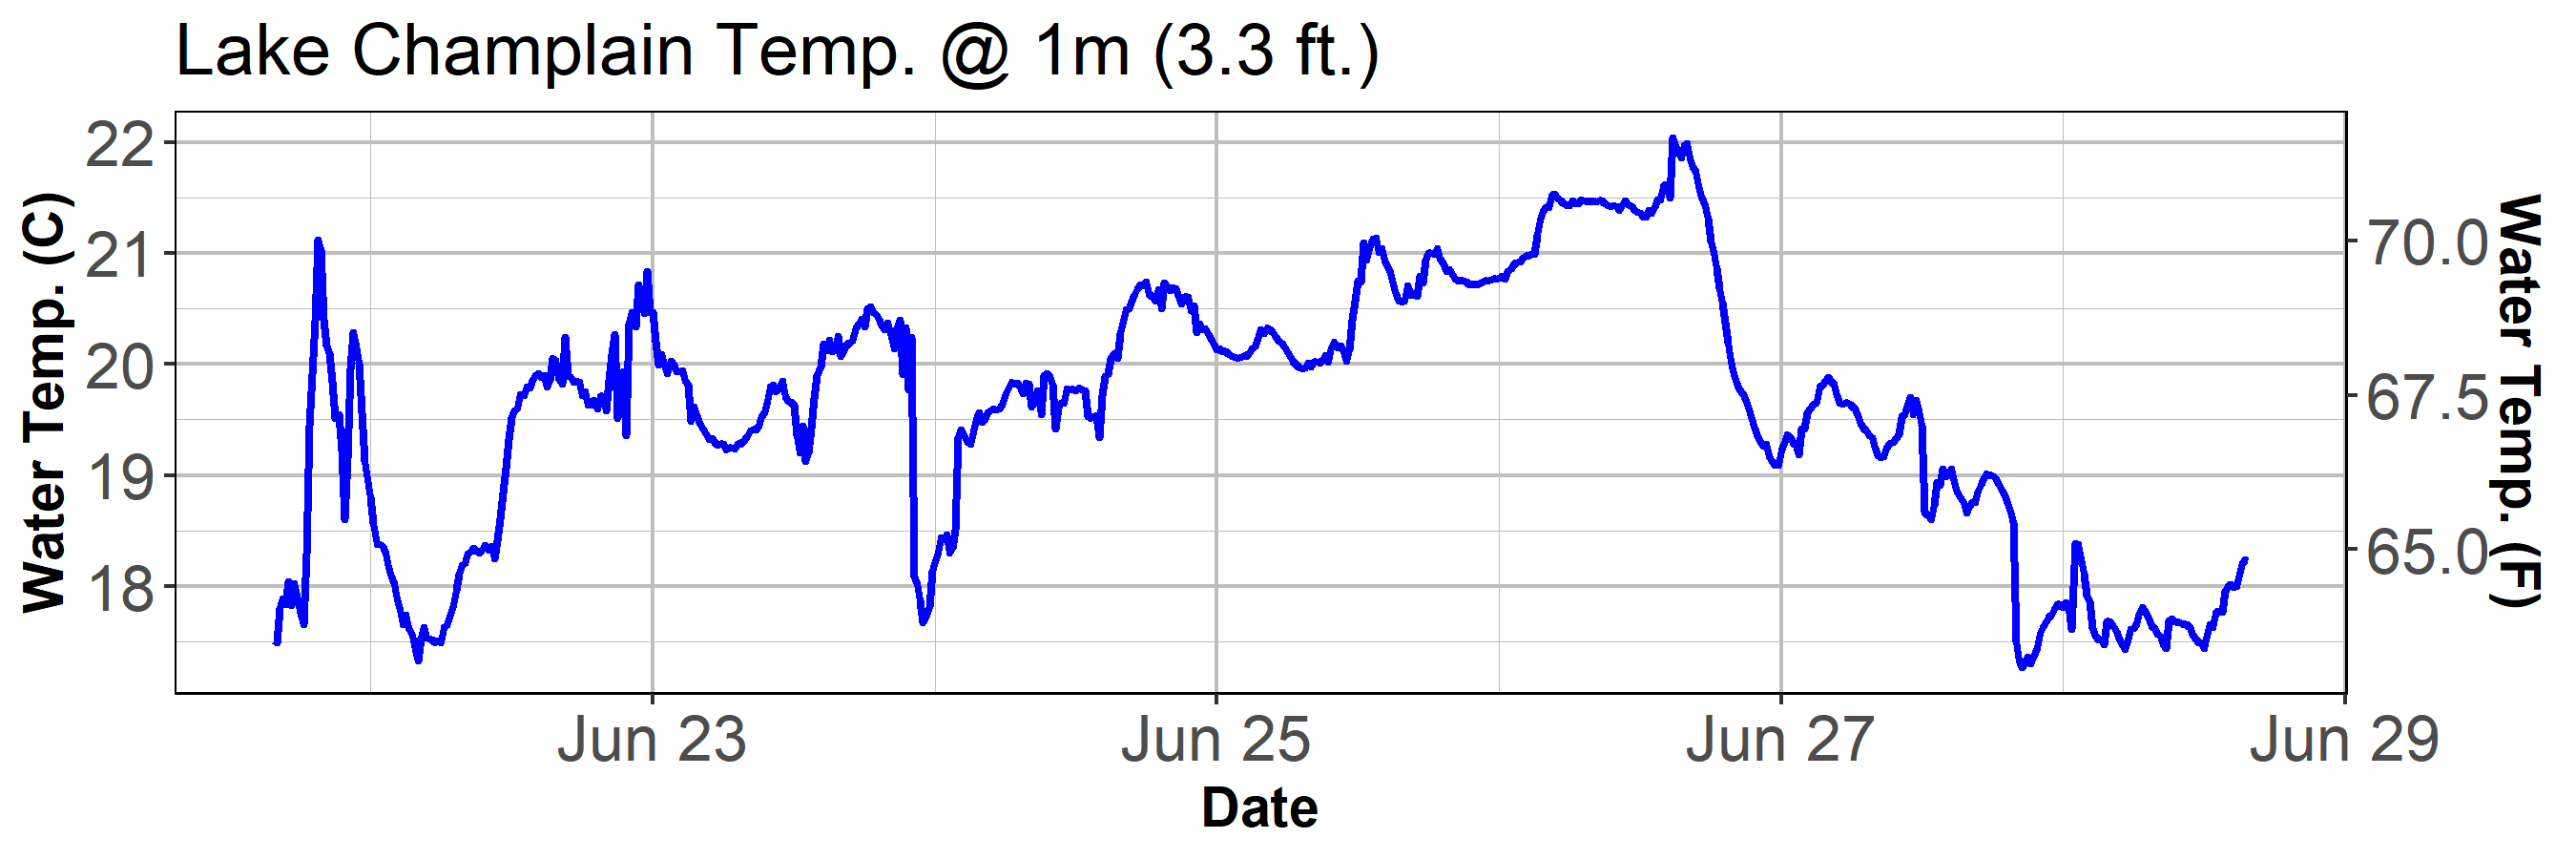 Lake Champlain Temp. @ 1m (3.3 ft.)
Water Temp. (C)
22
21
20
19
18
70.0
67.5
65.0
Water Temp. (F)
Jun 23 Jun 25 Jun 27 Jun 29
Date